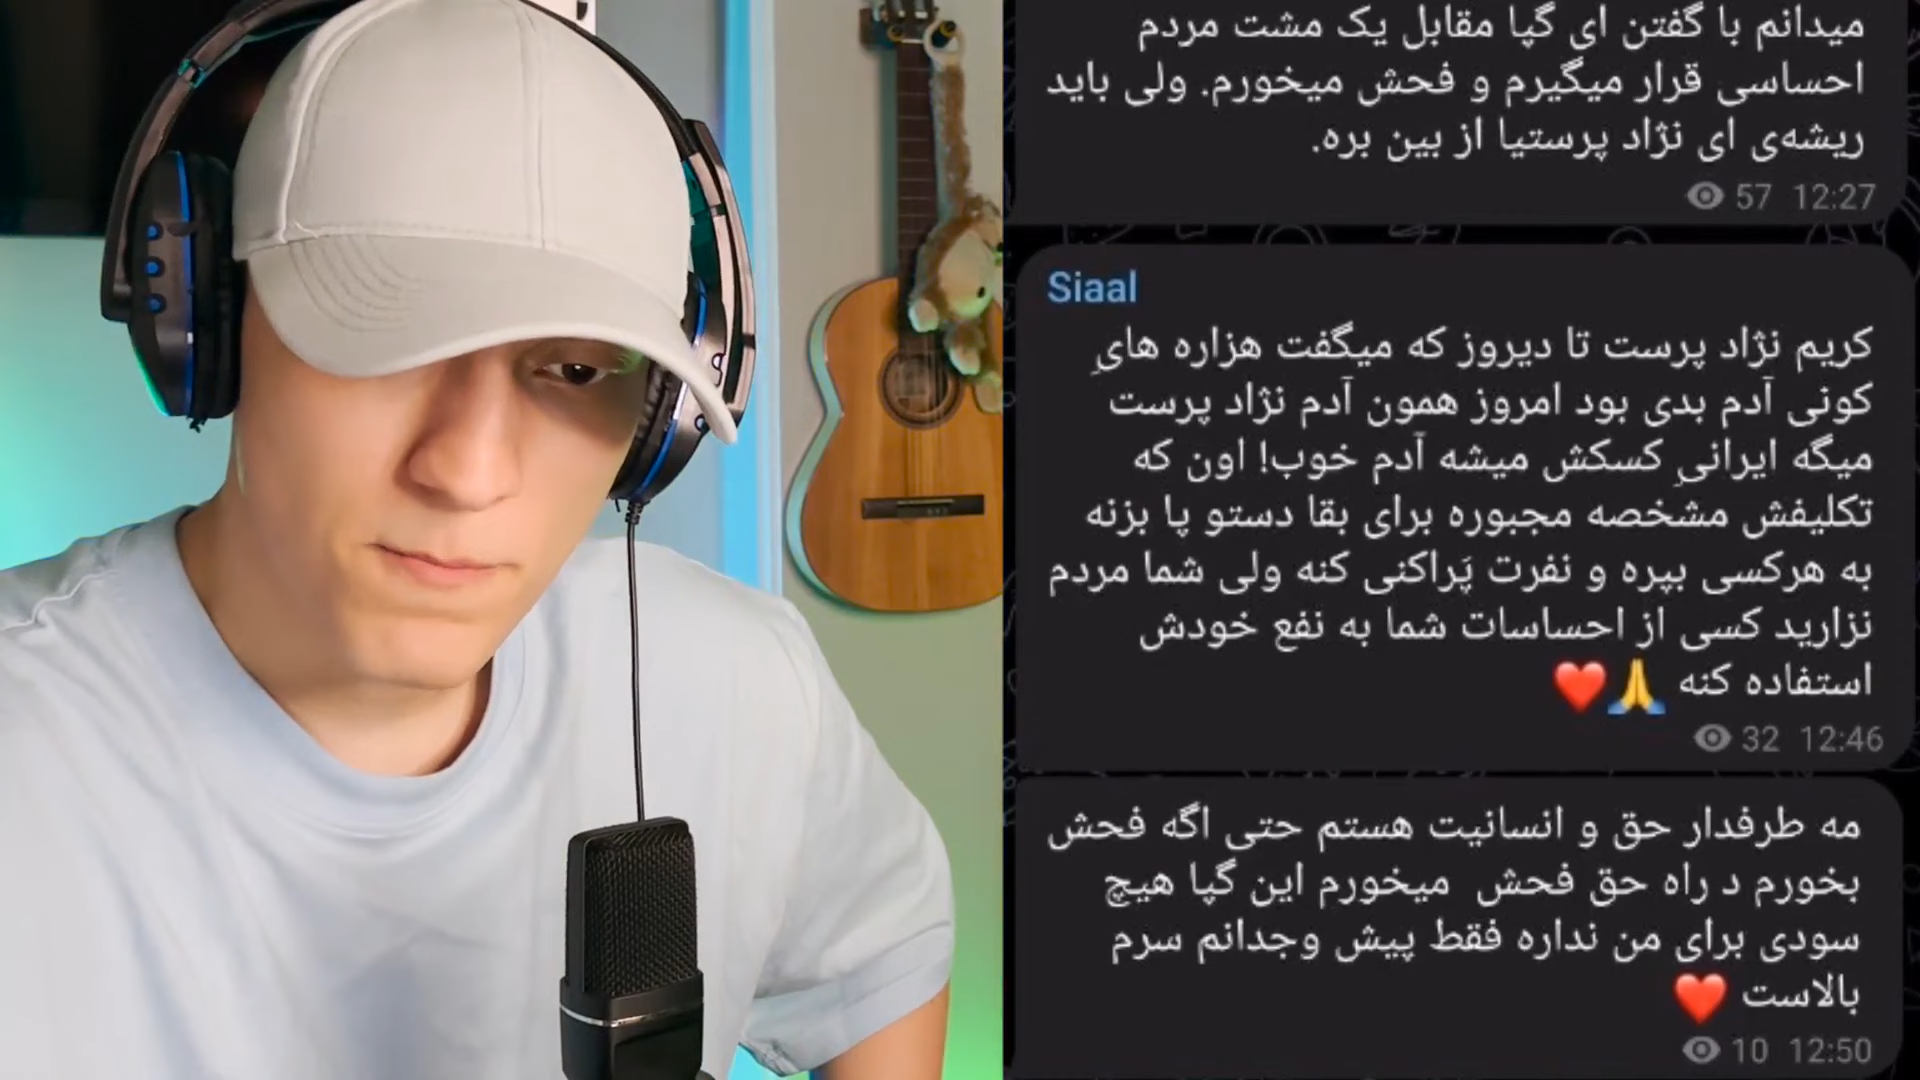 میدانم با گفتن ای گپا مقابل یک مشت مردم
احساسی قرار میگیرم و فحش میخورم. ولی باید
ریشه‌ی ای نژاد پرستیا از بین بره.
57 12:27
Siaal
کریم نژاد پرست تا دیروز که میگفت هزاره هایِ
کونی آدم بدی بود امروز همون آدم نژاد پرست
میگه ایرانیِ کسکش میشه آدم خوب! اون که
تکلیفش مشخصه مجبوره برای بقا دستو پا بزنه
به هرکسی بپره و نفرت پَراکنی کنه ولی شما مردم
نزارید کسی از احساسات شما به نفع خودش
استفاده کنه 🙏❤️
32 12:46
مه طرفدار حق و انسانیت هستم حتی اگه فحش
بخورم د راه حق فحش میخورم این گپا هیچ
سودی برای من نداره فقط پیش وجدانم سرم
بالاست ❤️
10 12:50